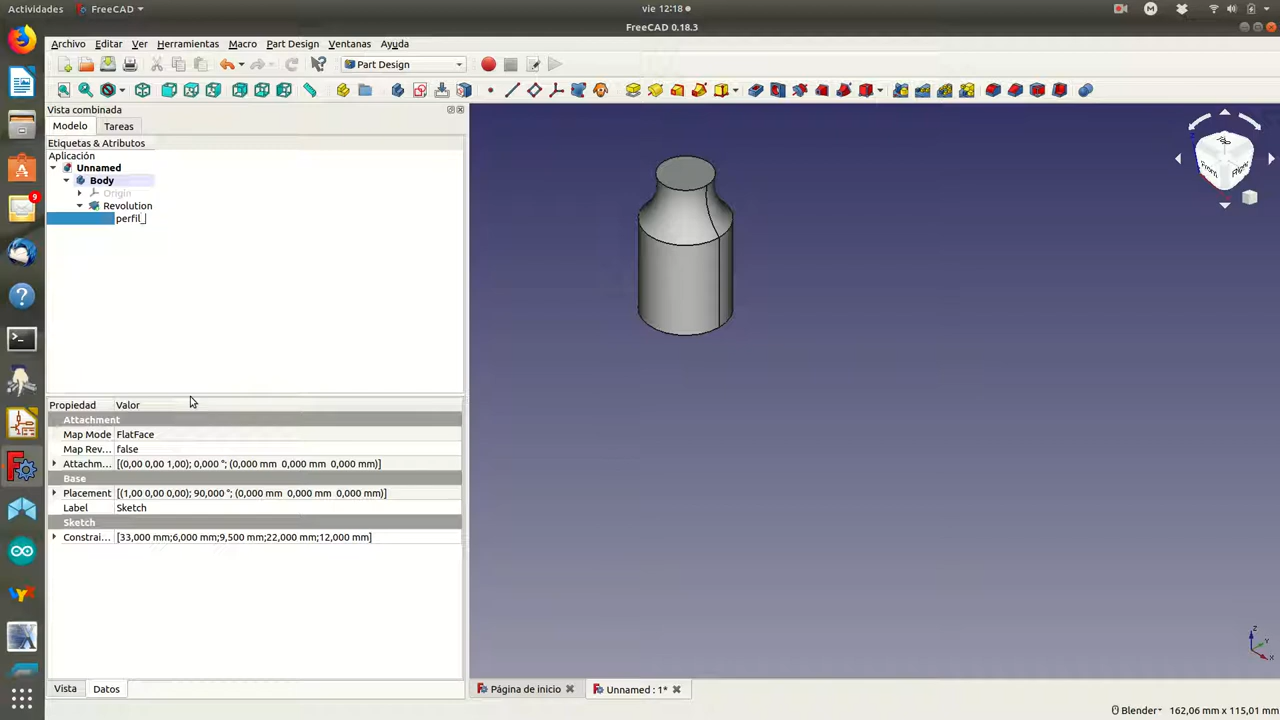 Actividades FreeCAD vie 12:18
FreeCAD 0.18.3
Archivo Editar Ver Herramientas Macro Part Design Ventanas Ayuda
Part Design
Vista combinada
Modelo Tareas
Etiquetas & Atributos
Aplicación
Unnamed
Body
Origin
Revolution
perfil_
Propiedad Valor
Attachment
Map Mode FlatFace
Map Rev... false
Attachm... [(0,00 0,00 1,00); 0,000 °; (0,000 mm 0,000 mm 0,000 mm)]
Base
Placement [(1,00 0,00 0,00); 90,000 °; (0,000 mm 0,000 mm 0,000 mm)]
Label Sketch
Sketch
Constrai... [33,000 mm;6,000 mm;9,500 mm;22,000 mm;12,000 mm]
Vista Datos
Página de inicio Unnamed : 1*
Blender 162,06 mm x 115,01 mm
9
Front
Right
Z
Y
X